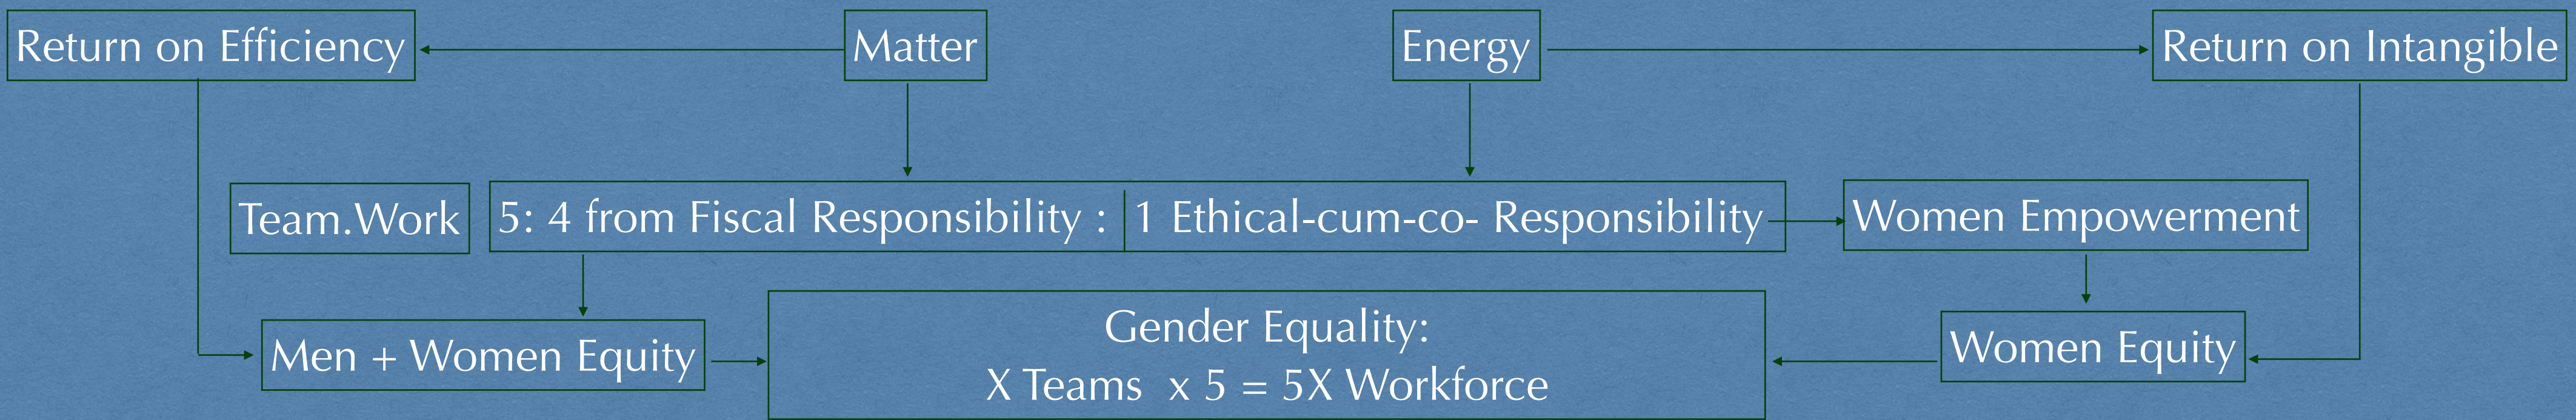 Return on Efficiency
Matter
Energy
Return on Intangible
Team.Work
5: 4 from Fiscal Responsibility :
1 Ethical-cum-co- Responsibility
Women Empowerment
Men + Women Equity
Gender Equality:
X Teams x 5 = 5X Workforce
Women Equity